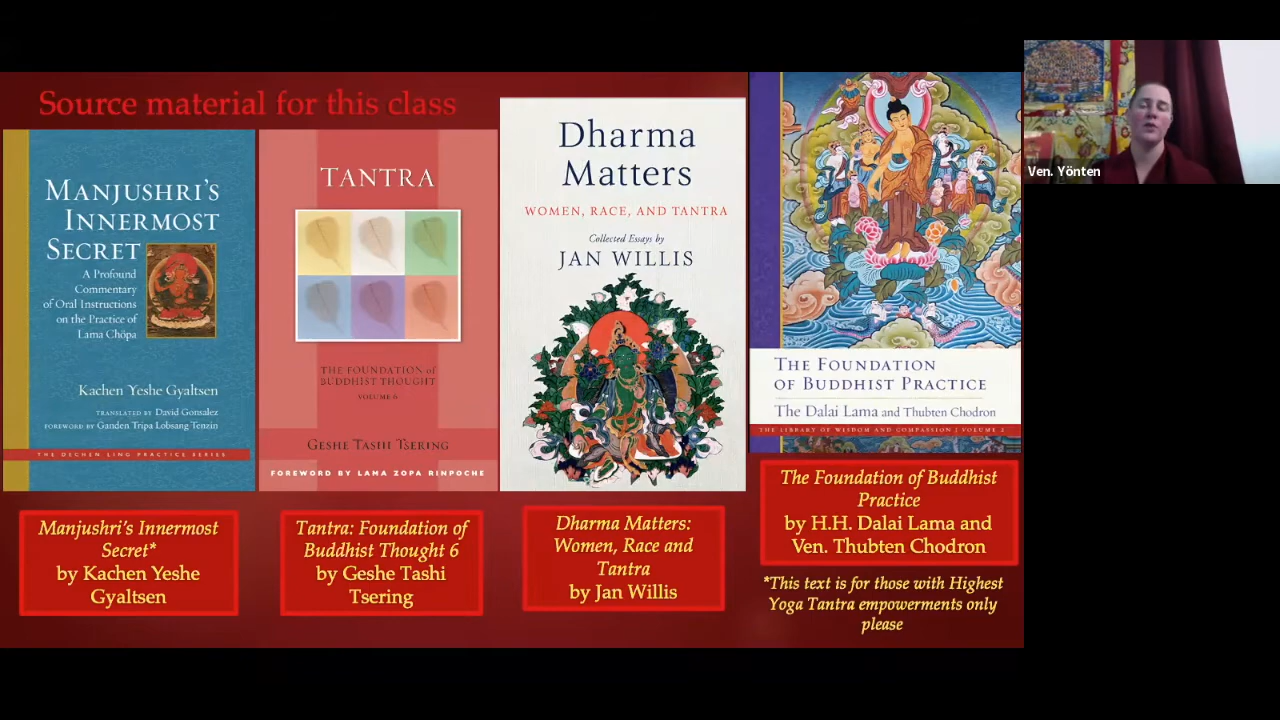 Source material for this class
MANJUSHRI'S
INNERMOST
SECRET
A Profound
Commentary
of Oral Instructions
on the Practice of
Lama Chöpa
Kachen Yeshe Gyaltsen
TRANSLATED BY David Gonsalez
FOREWORD BY Ganden Tripa Lobsang Tenzin
THE DECHEN LING PRACTICE SERIES
TANTRA
THE FOUNDATION of
BUDDHIST THOUGHT
VOLUME 6
GESHE TASHI TSERING
FOREWORD BY LAMA ZOPA RINPOCHE
Dharma
Matters
WOMEN, RACE, AND TANTRA
Collected Essays by
JAN WILLIS
THE FOUNDATION
OF BUDDHIST PRACTICE
The Dalai Lama and Thubten Chodron
THE LIBRARY OF WISDOM AND COMPASSION | VOLUME 2
Manjushri's Innermost
Secret*
by Kachen Yeshe
Gyaltsen
Tantra: Foundation of
Buddhist Thought 6
by Geshe Tashi
Tsering
Dharma Matters:
Women, Race and
Tantra
by Jan Willis
The Foundation of Buddhist
Practice
by H.H. Dalai Lama and
Ven. Thubten Chodron
*This text is for those with Highest
Yoga Tantra empowerments only
please
Ven. Yönten